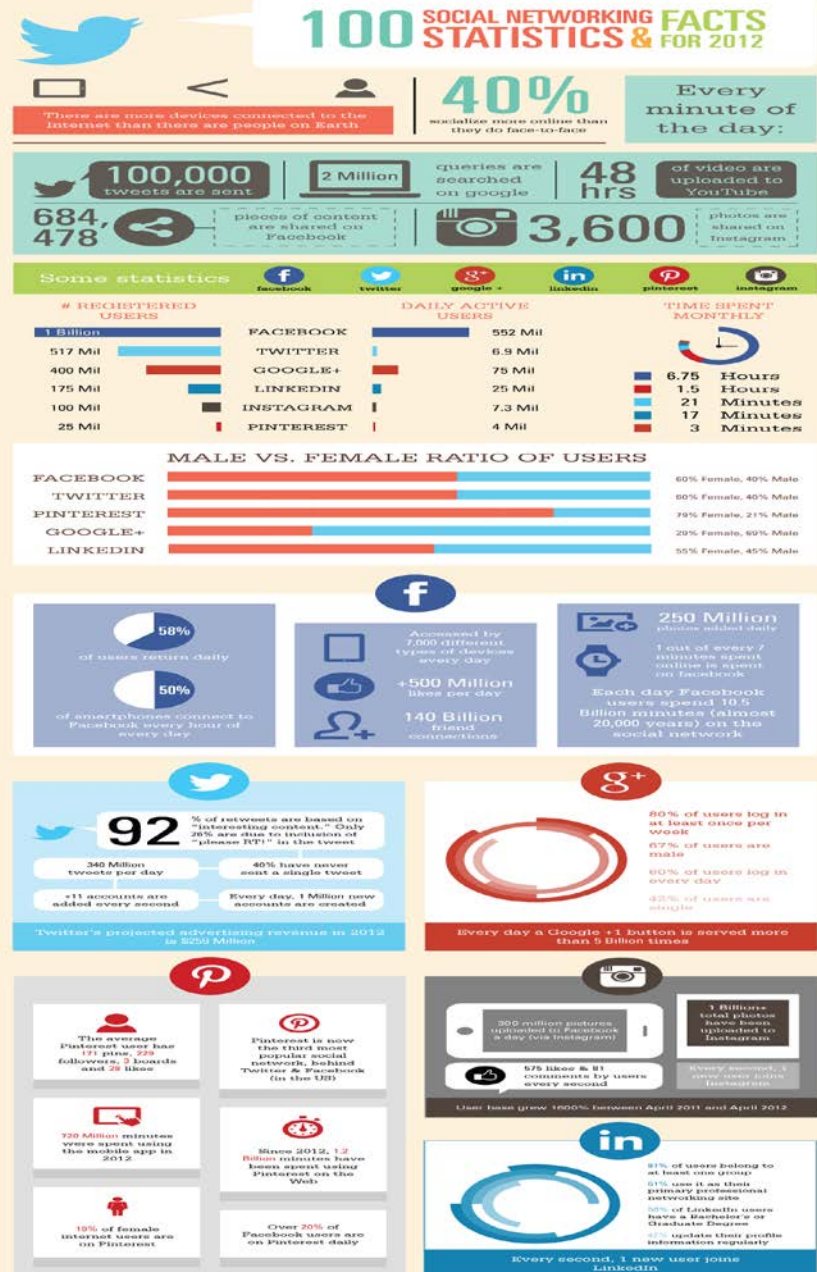 100 SOCIAL NETWORKING FACTS
STATISTICS & FOR 2012
There are more devices connected to the
Internet than there are people on Earth
40%
socialize more online than
they do face-to-face
Every
minute of
the day:
100,000
tweets are sent
2 Million
queries are
searched
on google
48
hrs
of video are
uploaded to
YouTube
684,
478
pieces of content
are shared on
Facebook
3,600
photos are
shared on
Instagram
Some statistics
facebook
twitter
google +
linkedin
pinterest
instagram
# REGISTERED
USERS
DAILY ACTIVE
USERS
TIME SPENT
MONTHLY
1 Billion FACEBOOK 552 Mil
517 Mil TWITTER 6.9 Mil
400 Mil GOOGLE+ 75 Mil
175 Mil LINKEDIN 25 Mil
100 Mil INSTAGRAM 7.3 Mil
25 Mil PINTEREST 4 Mil
6.75 Hours
1.5 Hours
21 Minutes
17 Minutes
3 Minutes
MALE VS. FEMALE RATIO OF USERS
FACEBOOK 60% Female, 40% Male
TWITTER 60% Female, 40% Male
PINTEREST 79% Female, 21% Male
GOOGLE+ Female, Male
LINKEDIN 55% Female, 45% Male
f
58%
of users return daily
50%
of smartphones connect to
Facebook every hour of
every day
Accessed by
7,000 different
types of devices
every day
+500 Million
likes per day
140 Billion
friend
connections
250 Million
photos added daily
1 out of every 7
minutes spent
online is spent
on facebook
Each day Facebook
users spend 10.5
Billion minutes (almost
20,000 years) on the
social network
92
% of retweets are based on
"interesting content." Only
26% are due to inclusion of
"please RT!" in the tweet
340 Million
tweets per day
40% have never
sent a single tweet
+11 accounts are
added every second
Every day, 1 Million new
accounts are created
Twitter's projected advertising revenue in 2012
is $259 Million
g+
80% of users log in
at least once per
week
67% of users are
male
60% of users log in
every day
42% of users are
single
Every day a Google +1 button is served more
than 5 Billion times
The average
Pinterest user has
171 pins, 229
followers, 3 boards
and 28 likes
Pinterest is now
the third most
popular social
network, behind
Twitter & Facebook
(in the US)
720 Million minutes
were spent using
the mobile app in
2012
Since 2012, 1.2
Billion minutes have
been spent using
Pinterest on the
Web
of female
internet users are
on Pinterest
Over 20% of
Facebook users are
on Pinterest daily
300 million pictures
uploaded to Facebook
a day (via Instagram)
1 Billion+
total photos
have been
uploaded to
Instagram
575 likes & 81
comments by users
every second
Every second, 1
new user joins
Instagram
User base grew 1600% between April 2011 and April 2012
in
81% of users belong to
at least one group
61% use it as their
primary professional
networking site
of LinkedIn users
have a Bachelor's or
Graduate Degree
42% update their profile
information regularly
Every second, 1 new user joins
LinkedIn